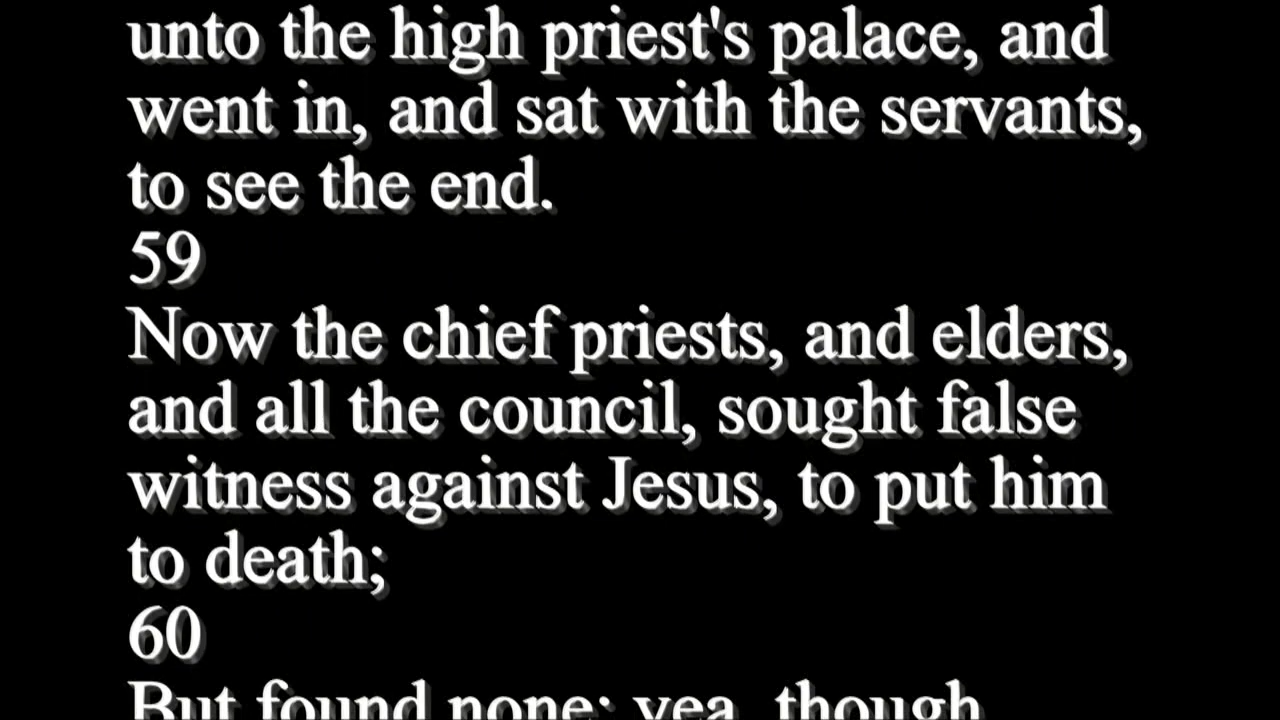 unto the high priest's palace, and
went in, and sat with the servants,
to see the end.
59
Now the chief priests, and elders,
and all the council, sought false
witness against Jesus, to put him
to death;
60
But found none: yea, though